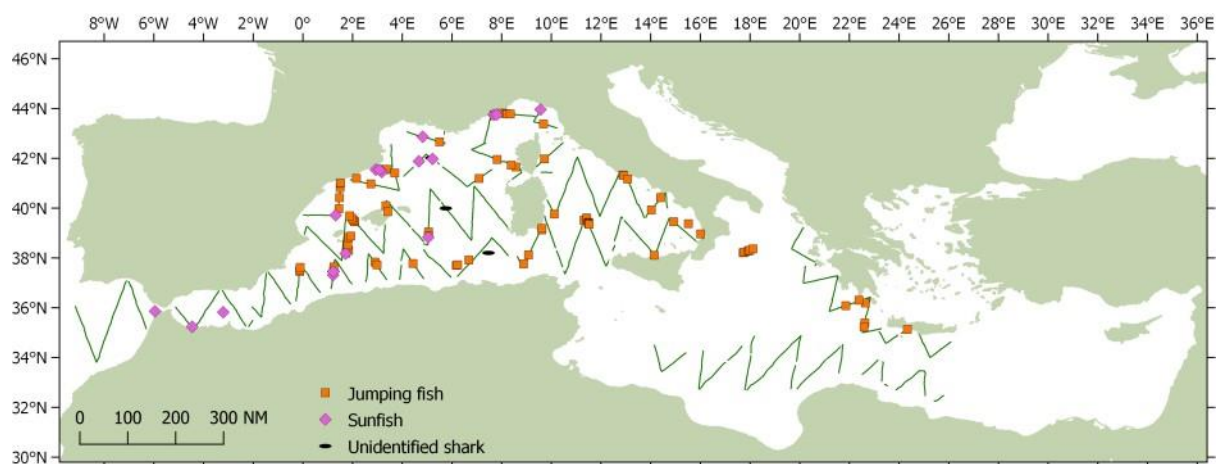 8°W 6°W 4°W 2°W 0° 2°E 4°E 6°E 8°E 10°E 12°E 14°E 16°E 18°E 20°E 22°E 24°E 26°E 28°E 30°E 32°E 34°E 36°E
46°N
44°N
42°N
40°N
38°N
36°N
34°N
32°N
30°N
Jumping fish
Sunfish
Unidentified shark
0 100 200 300 NM